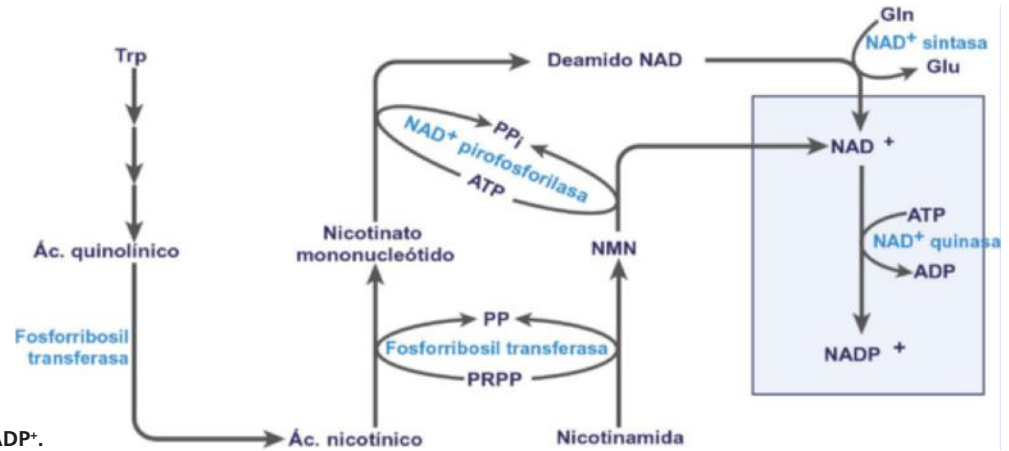 Trp
Ác. quinolínico
Fosforribosil
transferasa
Ác. nicotínico
Nicotinato
mononucleótido
Deamido NAD
NAD⁺ pirofosforilasa
PPi
ATP
PP
Fosforribosil transferasa
PRPP
NMN
Nicotinamida
Gln
NAD⁺ sintasa
Glu
NAD +
ATP
NAD⁺ quinasa
ADP
NADP +
ADP⁺.